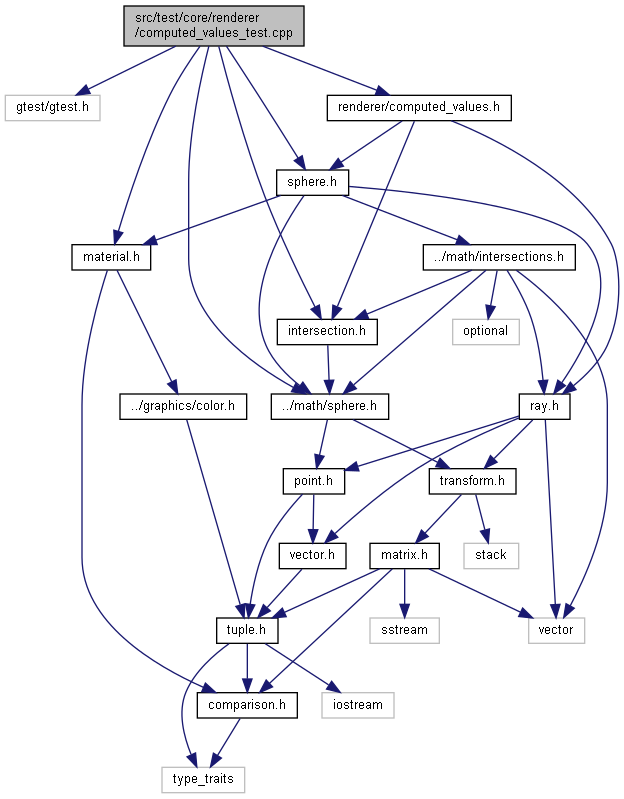 src/test/core/renderer
/computed_values_test.cpp
gtest/gtest.h
renderer/computed_values.h
sphere.h
material.h
../math/intersections.h
intersection.h
optional
../graphics/color.h
../math/sphere.h
ray.h
point.h
transform.h
vector.h
matrix.h
stack
tuple.h
sstream
vector
comparison.h
iostream
type_traits